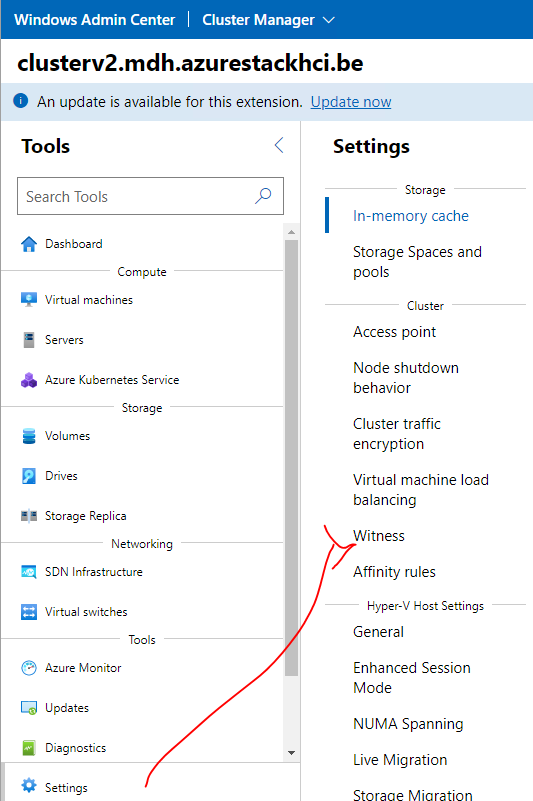 Windows Admin Center | Cluster Manager
clusterv2.mdh.azurestackhci.be
An update is available for this extension. Update now
Tools
Search Tools
Dashboard
Compute
Virtual machines
Servers
Azure Kubernetes Service
Storage
Volumes
Drives
Storage Replica
Networking
SDN Infrastructure
Virtual switches
Tools
Azure Monitor
Updates
Diagnostics
Settings
Settings
Storage
In-memory cache
Storage Spaces and
pools
Cluster
Access point
Node shutdown
behavior
Cluster traffic
encryption
Virtual machine load
balancing
Witness
Affinity rules
Hyper-V Host Settings
General
Enhanced Session
Mode
NUMA Spanning
Live Migration
Storage Migration